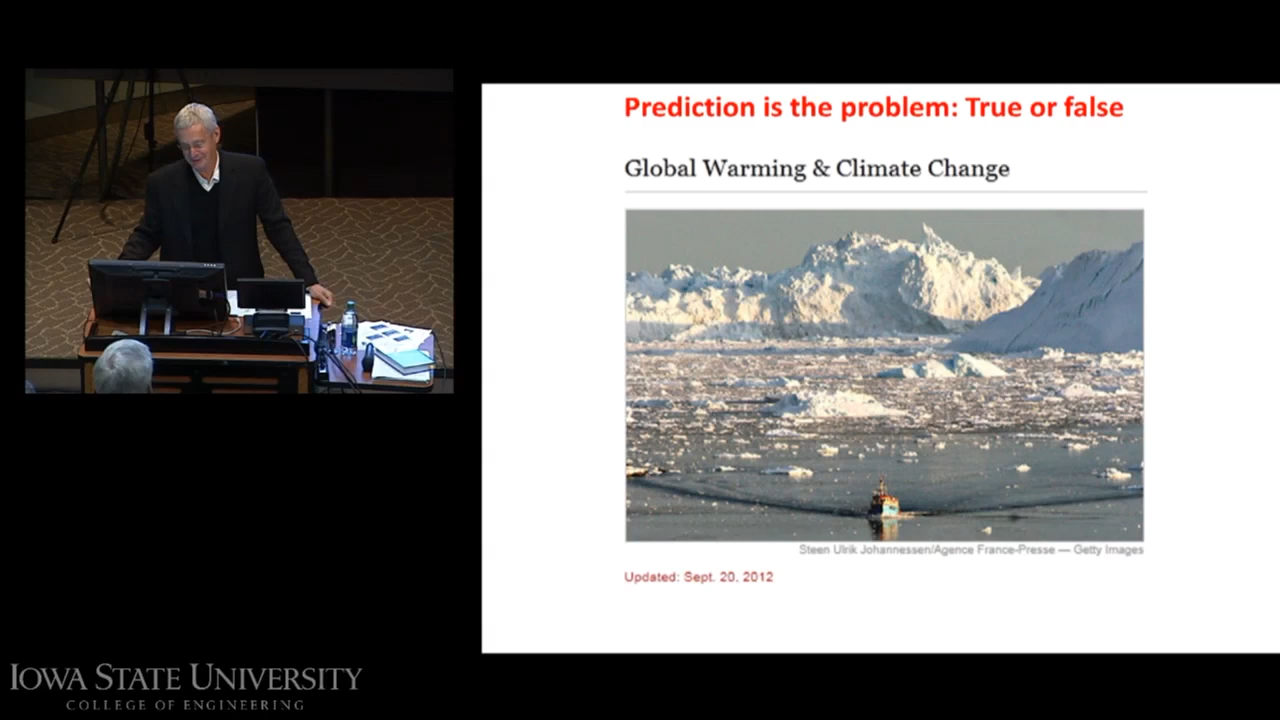 Prediction is the problem: True or false
Global Warming & Climate Change
Steen Ulrik Johannessen/Agence France-Presse — Getty Images
Updated: Sept. 20, 2012
IOWA STATE UNIVERSITY
COLLEGE OF ENGINEERING